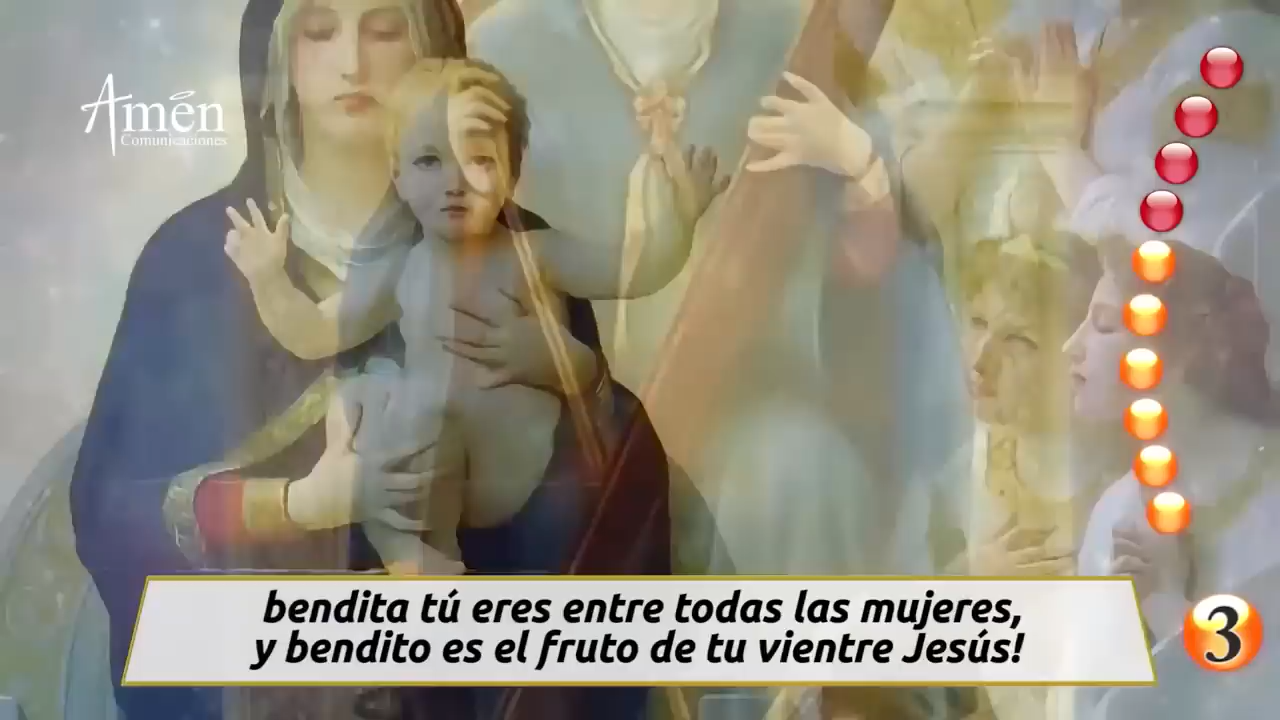 Amén
Comunicaciones
bendita tú eres entre todas las mujeres,
y bendito es el fruto de tu vientre Jesús!
3